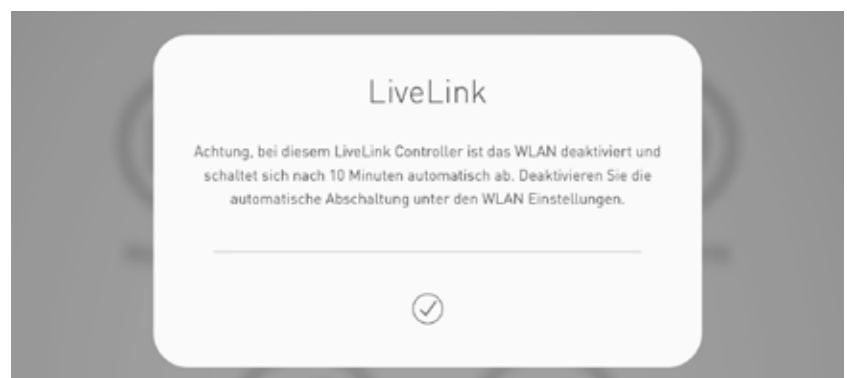 LiveLink
Achtung, bei diesem LiveLink Controller ist das WLAN deaktiviert und
schaltet sich nach 10 Minuten automatisch ab. Deaktivieren Sie die
automatische Abschaltung unter den WLAN Einstellungen.